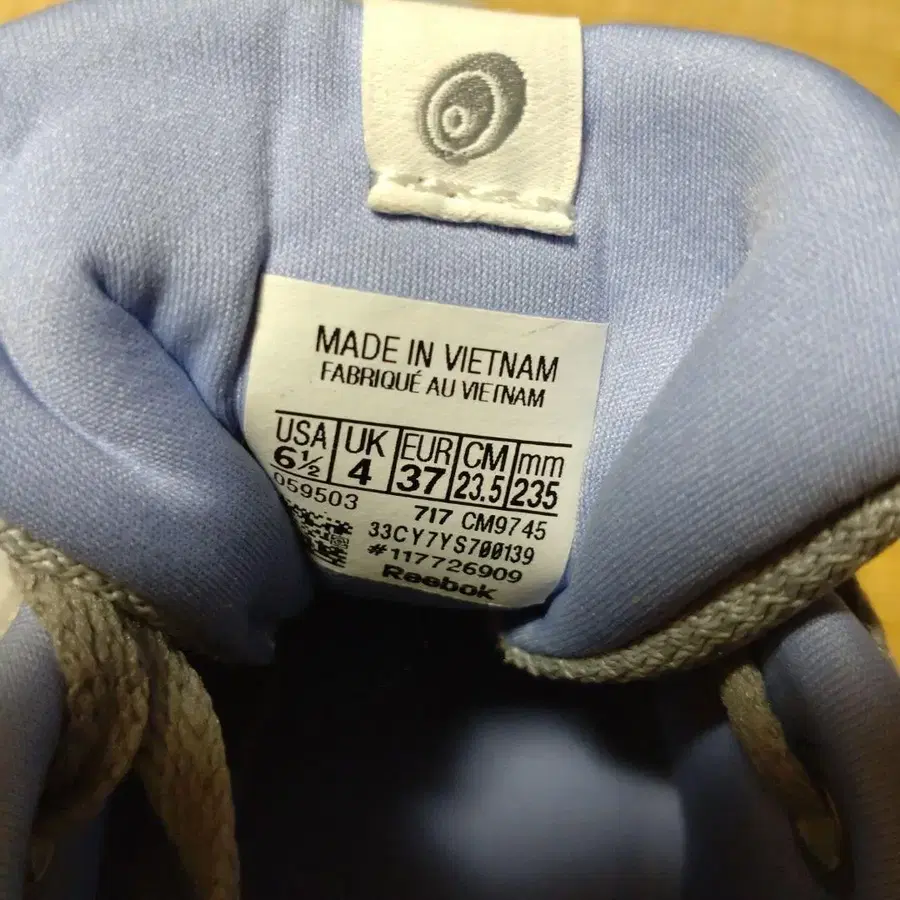 MADE IN VIETNAM
FABRIQUÉ AU VIETNAM
USA UK EUR CM mm
6½ 4 37 23.5 235
059503 717 CM9745
33CY7YS700139
#117726909
Reebok